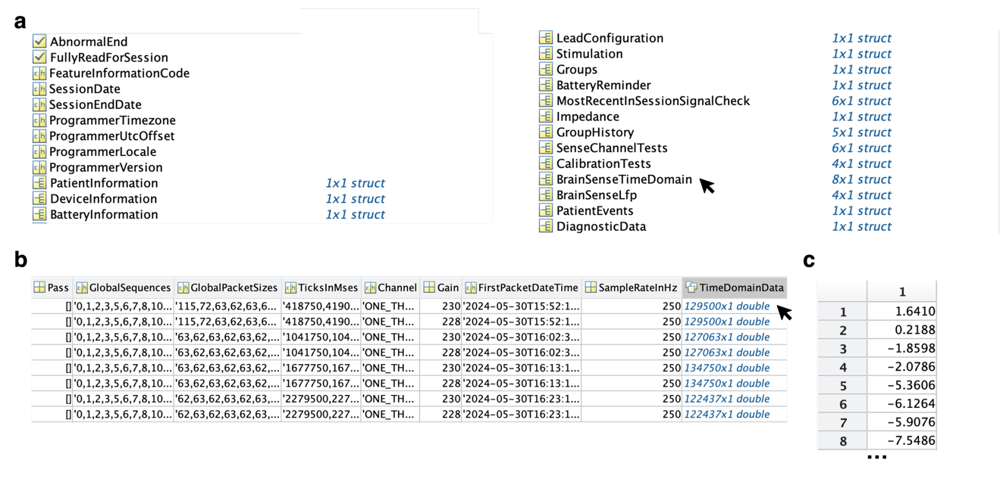 a
AbnormalEnd
FullyReadForSession
FeatureInformationCode
SessionDate
SessionEndDate
ProgrammerTimezone
ProgrammerUtcOffset
ProgrammerLocale
ProgrammerVersion
PatientInformation 1x1 struct
DeviceInformation 1x1 struct
BatteryInformation 1x1 struct
LeadConfiguration 1x1 struct
Stimulation 1x1 struct
Groups 1x1 struct
BatteryReminder 1x1 struct
MostRecentInSessionSignalCheck 6x1 struct
Impedance 1x1 struct
GroupHistory 5x1 struct
SenseChannelTests 6x1 struct
CalibrationTests 4x1 struct
BrainSenseTimeDomain 8x1 struct
BrainSenseLfp 4x1 struct
PatientEvents 1x1 struct
DiagnosticData 1x1 struct
b
Pass GlobalSequences GlobalPacketSizes TicksInMses Channel Gain FirstPacketDateTime SampleRateInHz TimeDomainData
[] '0,1,2,3,5,6,7,8,10... '115,72,63,62,63,6... '418750,4190... 'ONE_TH... 230 '2024-05-30T15:52:1... 250 129500x1 double
[] '0,1,2,3,5,6,7,8,10... '115,72,63,62,63,6... '418750,4190... 'ONE_TH... 228 '2024-05-30T15:52:1... 250 129500x1 double
[] '0,1,2,3,5,6,7,8,10... '63,62,63,62,63,62,... '1041750,104... 'ONE_TH... 230 '2024-05-30T16:02:3... 250 127063x1 double
[] '0,1,2,3,5,6,7,8,10... '63,62,63,62,63,62,... '1041750,104... 'ONE_TH... 228 '2024-05-30T16:02:3... 250 127063x1 double
[] '0,1,2,3,5,6,7,8,10... '63,62,63,62,63,62,... '1677750,167... 'ONE_TH... 230 '2024-05-30T16:13:1... 250 134750x1 double
[] '0,1,2,3,5,6,7,8,10... '63,62,63,62,63,62,... '1677750,167... 'ONE_TH... 228 '2024-05-30T16:13:1... 250 134750x1 double
[] '0,1,2,3,5,6,7,8,10... '62,63,62,63,62,63,... '2279500,227... 'ONE_TH... 230 '2024-05-30T16:23:1... 250 122437x1 double
[] '0,1,2,3,5,6,7,8,10... '62,63,62,63,62,63,... '2279500,227... 'ONE_TH... 228 '2024-05-30T16:23:1... 250 122437x1 double
c
1
1 1.6410
2 0.2188
3 -1.8598
4 -2.0786
5 -5.3606
6 -6.1264
7 -5.9076
8 -7.5486
...